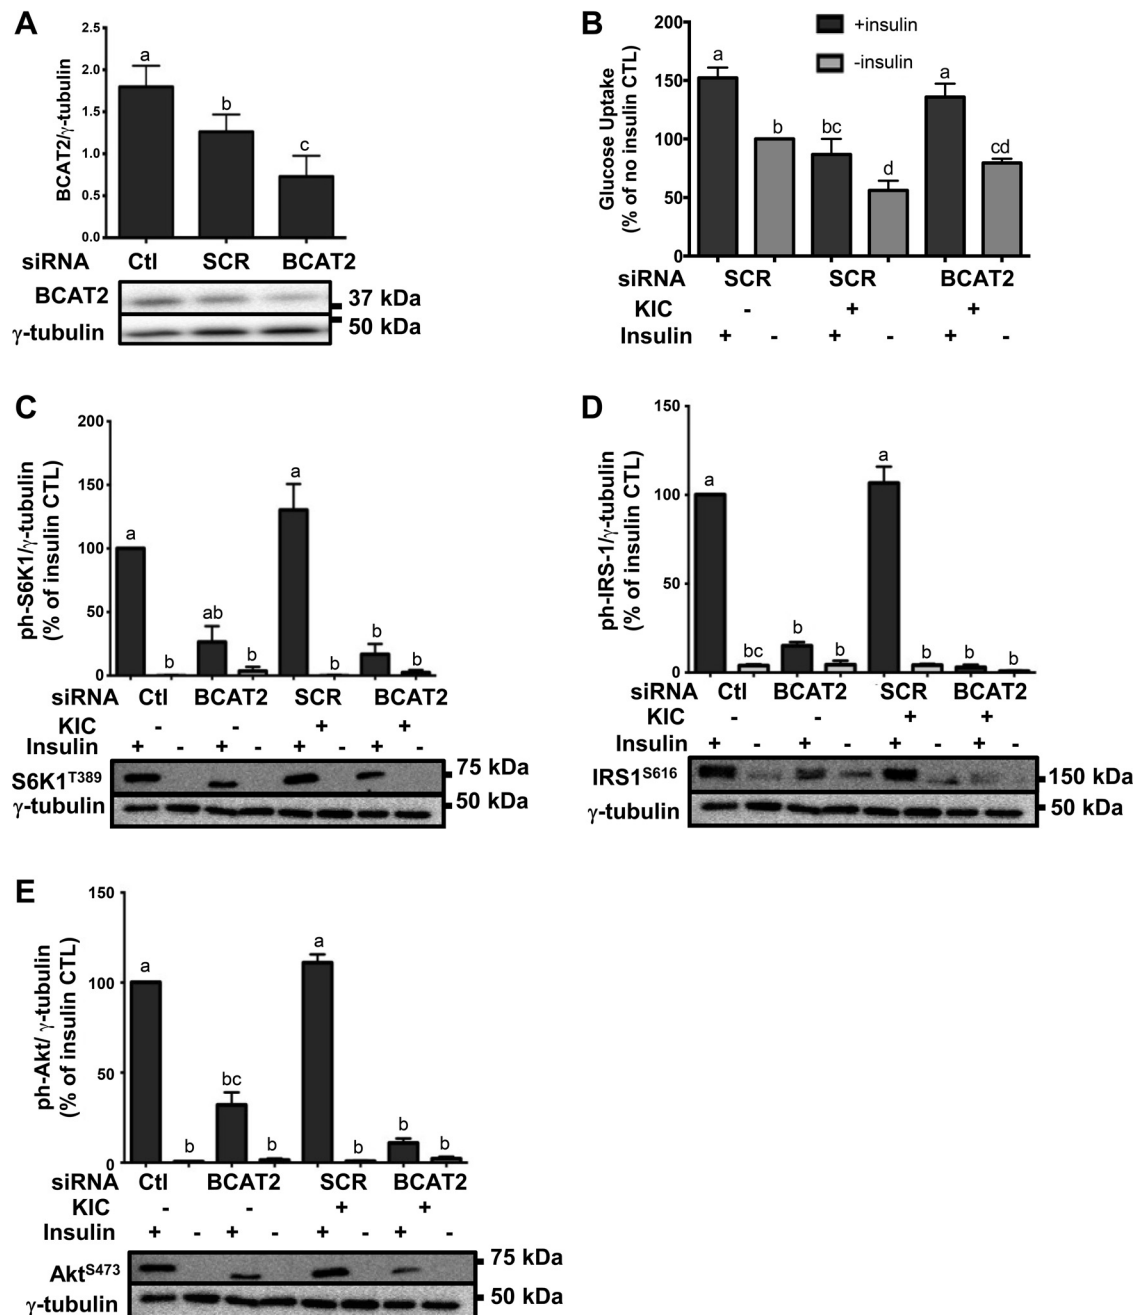 A
BCAT2/γ-tubulin
2.5
2.0
1.5
1.0
0.5
0.0
a
b
c
siRNA Ctl SCR BCAT2
BCAT2 37 kDa
γ-tubulin 50 kDa
B
Glucose Uptake
(% of no insulin CTL)
200
150
100
50
0
+insulin
-insulin
a b bc d a cd
siRNA SCR SCR BCAT2
KIC - + +
Insulin + - + - + -
C
ph-S6K1/γ-tubulin
(% of insulin CTL)
200
150
100
50
0
a b ab b a b b b
siRNA Ctl BCAT2 SCR BCAT2
KIC - - + +
Insulin + - + - + - + -
S6K1T389 75 kDa
γ-tubulin 50 kDa
D
ph-IRS-1/γ-tubulin
(% of insulin CTL)
150
100
50
0
a bc b b a b b b
siRNA Ctl BCAT2 SCR BCAT2
KIC - - + +
Insulin + - + - + - + -
IRS1S616 150 kDa
γ-tubulin 50 kDa
E
ph-Akt/ γ-tubulin
(% of insulin CTL)
150
100
50
0
a b bc b a b b b
siRNA Ctl BCAT2 SCR BCAT2
KIC - - + +
Insulin + - + - + - + -
AktS473 75 kDa
γ-tubulin 50 kDa